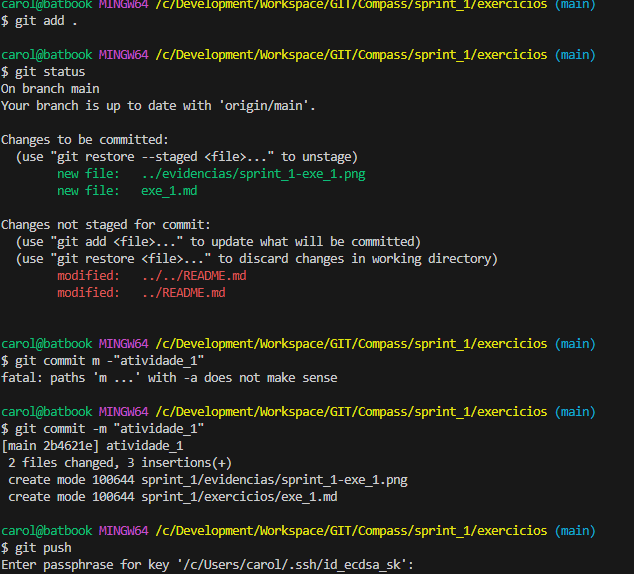 carol@batbook MINGW64 /c/Development/Workspace/GIT/Compass/sprint_1/exercicios (main)
$ git add .
carol@batbook MINGW64 /c/Development/Workspace/GIT/Compass/sprint_1/exercicios (main)
$ git status
On branch main
Your branch is up to date with 'origin/main'.
Changes to be committed:
(use "git restore --staged <file>..." to unstage)
new file: ../evidencias/sprint_1-exe_1.png
new file: exe_1.md
Changes not staged for commit:
(use "git add <file>..." to update what will be committed)
(use "git restore <file>..." to discard changes in working directory)
modified: ../../README.md
modified: ../README.md
carol@batbook MINGW64 /c/Development/Workspace/GIT/Compass/sprint_1/exercicios (main)
$ git commit m -"atividade_1"
fatal: paths 'm ...' with -a does not make sense
carol@batbook MINGW64 /c/Development/Workspace/GIT/Compass/sprint_1/exercicios (main)
$ git commit -m "atividade_1"
[main 2b4621e] atividade_1
2 files changed, 3 insertions(+)
create mode 100644 sprint_1/evidencias/sprint_1-exe_1.png
create mode 100644 sprint_1/exercicios/exe_1.md
carol@batbook MINGW64 /c/Development/Workspace/GIT/Compass/sprint_1/exercicios (main)
$ git push
Enter passphrase for key '/c/Users/carol/.ssh/id_ecdsa_sk':